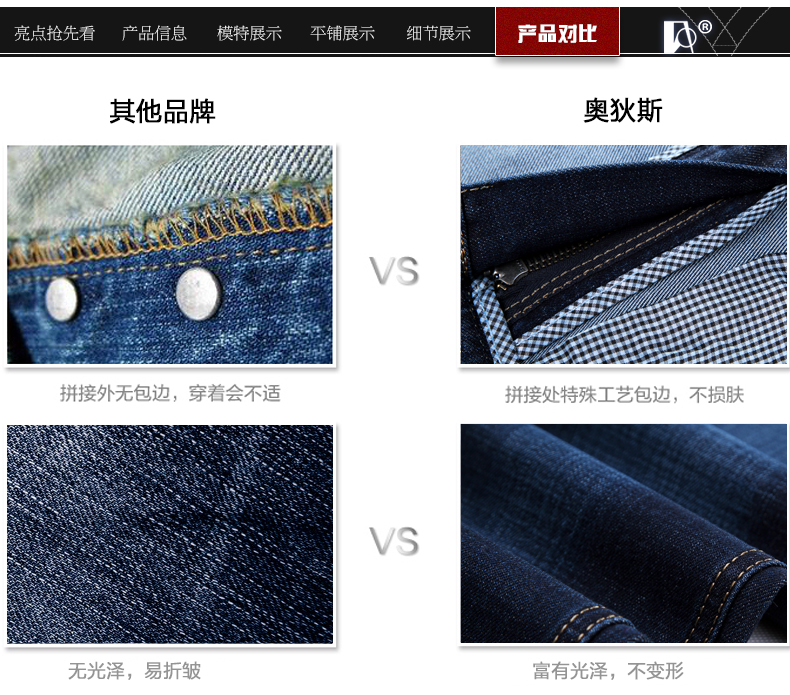 亮点抢先看 产品信息 模特展示 平铺展示 细节展示 产品对比 ®
其他品牌 奥狄斯
VS
拼接外无包边，穿着会不适 拼接处特殊工艺包边，不损肤
VS
无光泽，易折皱 富有光泽，不变形